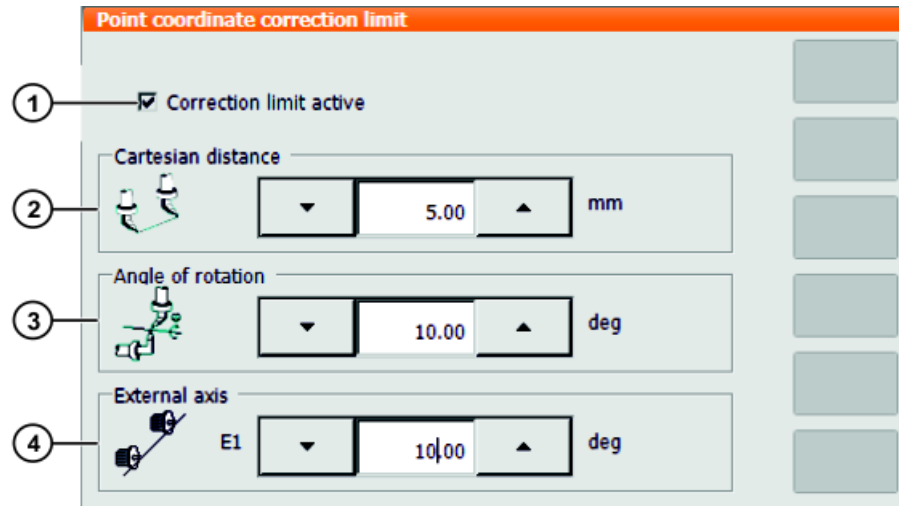 Point coordinate correction limit
1 Correction limit active
Cartesian distance
2 5.00 mm
Angle of rotation
3 10.00 deg
External axis
4 E1 10.00 deg